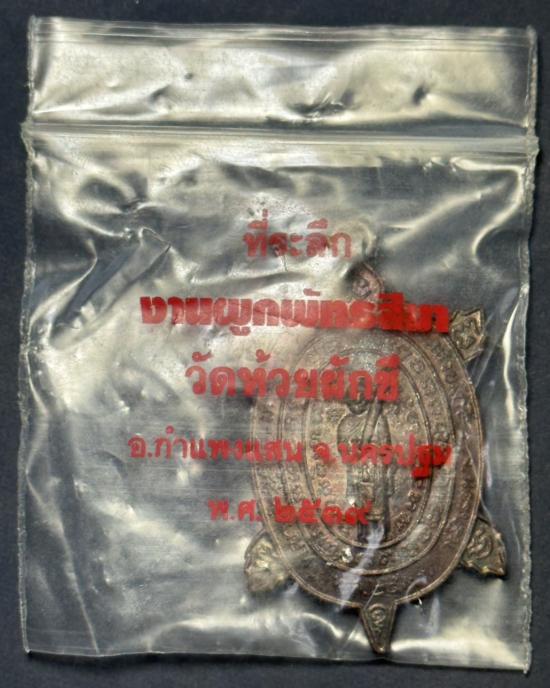 ที่ระลึก
งานผูกพัทธสีมา
วัดห้วยผักชี
อ.กำแพงแสน จ.นครปฐม
พ.ศ. ๒๕๓๙